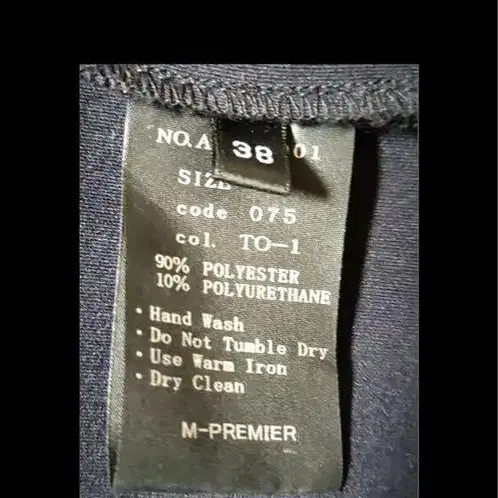 NO.A 01
38
SIZE
code 075
col. TO-1
90% POLYESTER
10% POLYURETHANE
・Hand Wash
・Do Not Tumble Dry
・Use Warm Iron
・Dry Clean
M-PREMIER